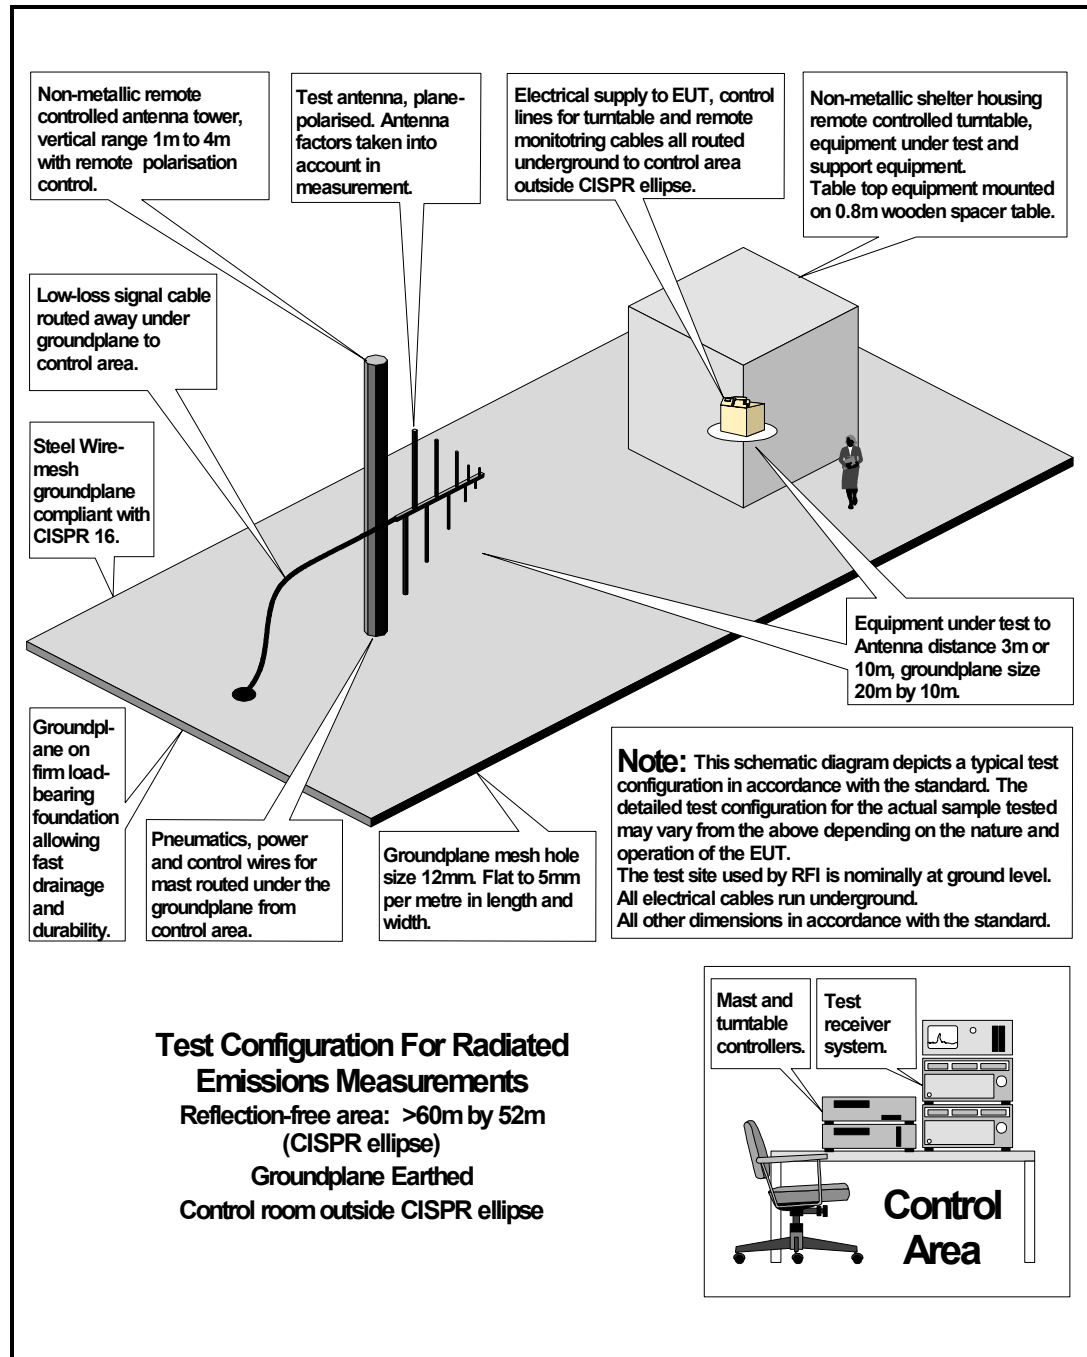 Non-metallic remote
controlled antenna tower,
vertical range 1m to 4m
with remote polarisation
control.
Test antenna, plane-
polarised. Antenna
factors taken into
account in
measurement.
Electrical supply to EUT, control
lines for turntable and remote
monitotring cables all routed
underground to control area
outside CISPR ellipse.
Non-metallic shelter housing
remote controlled turntable,
equipment under test and
support equipment.
Table top equipment mounted
on 0.8m wooden spacer table.
Low-loss signal cable
routed away under
groundplane to
control area.
Steel Wire-
mesh
groundplane
compliant with
CISPR 16.
Equipment under test to
Antenna distance 3m or
10m, groundplane size
20m by 10m.
Groundpl-
ane on
firm load-
bearing
foundation
allowing
fast
drainage
and
durability.
Pneumatics, power
and control wires for
mast routed under the
groundplane from
control area.
Groundplane mesh hole
size 12mm. Flat to 5mm
per metre in length and
width.
Note: This schematic diagram depicts a typical test
configuration in accordance with the standard. The
detailed test configuration for the actual sample tested
may vary from the above depending on the nature and
operation of the EUT.
The test site used by RFI is nominally at ground level.
All electrical cables run underground.
All other dimensions in accordance with the standard.
Test Configuration For Radiated
Emissions Measurements
Reflection-free area: >60m by 52m
(CISPR ellipse)
Groundplane Earthed
Control room outside CISPR ellipse
Mast and
turntable
controllers.
Test
receiver
system.
Control
Area